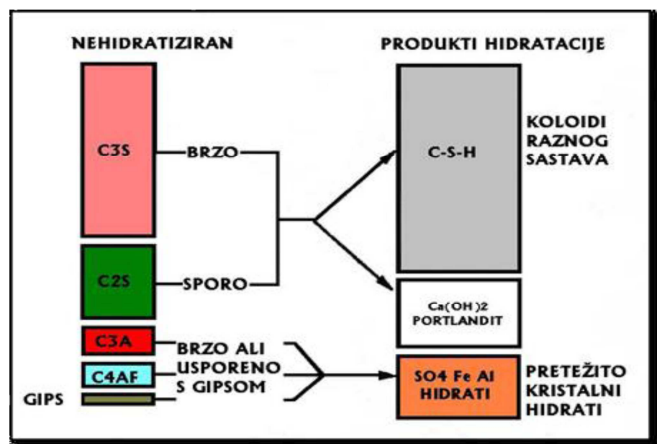 NEHIDRATIZIRAN
PRODUKTI HIDRATACIJE
C3S
BRZO
C-S-H
KOLOIDI
RAZNOG
SASTAVA
C2S
SPORO
Ca(OH)2
PORTLANDIT
C3A
C4AF
GIPS
BRZO ALI
USPORENO
S GIPSOM
SO4 Fe Al
HIDRATI
PRETEŽITO
KRISTALNI
HIDRATI